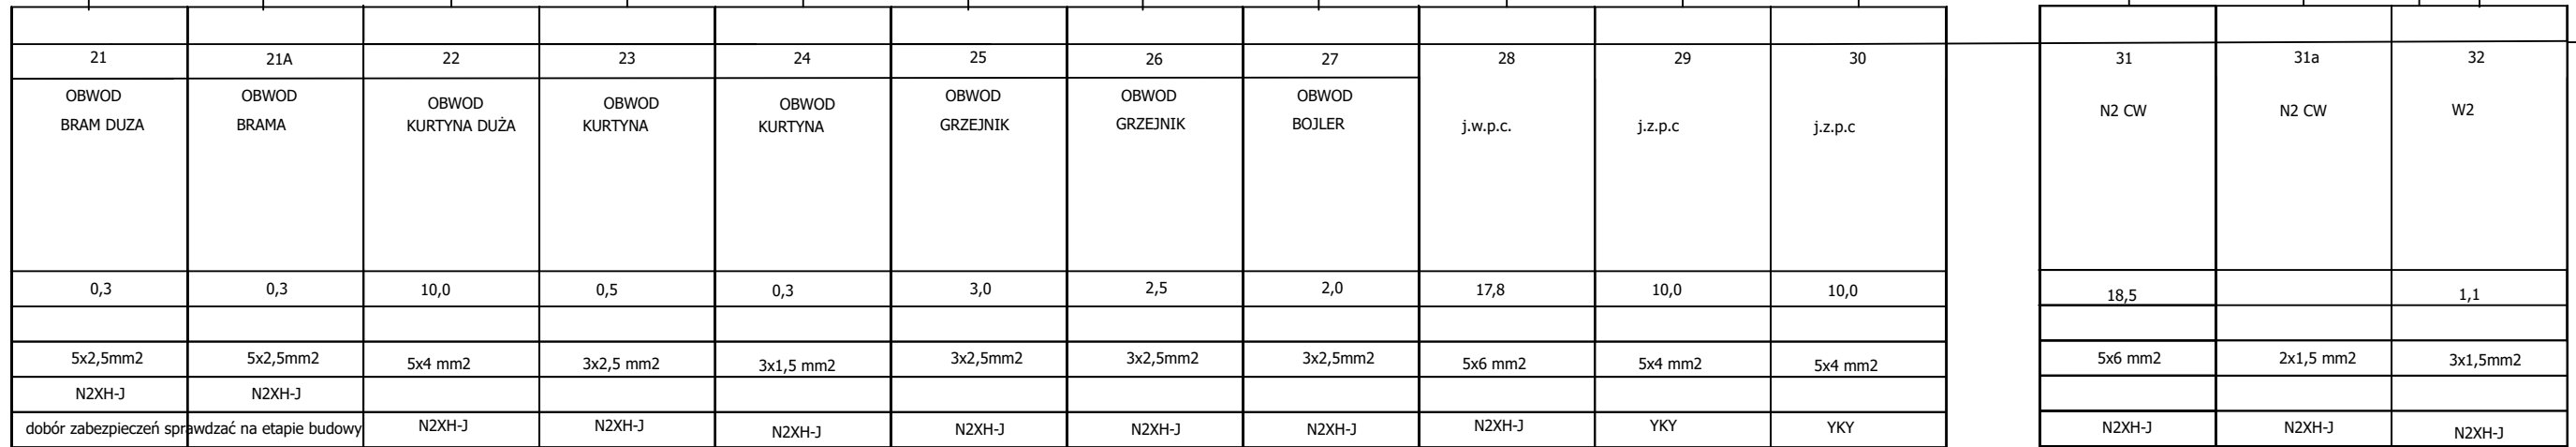 21 21A 22 23 24 25 26 27 28 29 30 31 31a 32
OBWOD OBWOD OBWOD OBWOD OBWOD OBWOD OBWOD OBWOD
BRAM DUZA BRAMA KURTYNA DUŻA KURTYNA KURTYNA GRZEJNIK GRZEJNIK BOJLER j.w.p.c. j.z.p.c j.z.p.c N2 CW N2 CW W2
0,3 0,3 10,0 0,5 0,3 3,0 2,5 2,0 17,8 10,0 10,0 18,5 1,1
5x2,5mm2 5x2,5mm2 5x4 mm2 3x2,5 mm2 3x1,5 mm2 3x2,5mm2 3x2,5mm2 3x2,5mm2 5x6 mm2 5x4 mm2 5x4 mm2 5x6 mm2 2x1,5 mm2 3x1,5mm2
N2XH-J N2XH-J
dobór zabezpieczeń sprawdzać na etapie budowy N2XH-J N2XH-J N2XH-J N2XH-J N2XH-J N2XH-J N2XH-J YKY YKY N2XH-J N2XH-J N2XH-J